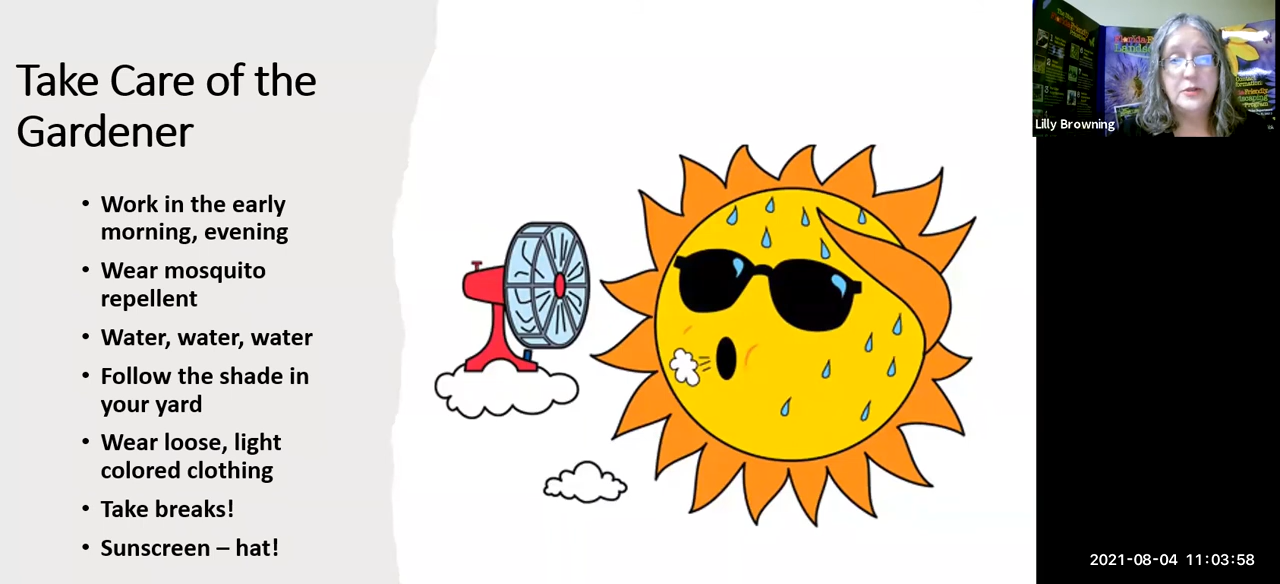 Take Care of the
Gardener
• Work in the early
morning, evening
• Wear mosquito
repellent
• Water, water, water
• Follow the shade in
your yard
• Wear loose, light
colored clothing
• Take breaks!
• Sunscreen – hat!
Lilly Browning
2021-08-04 11:03:58